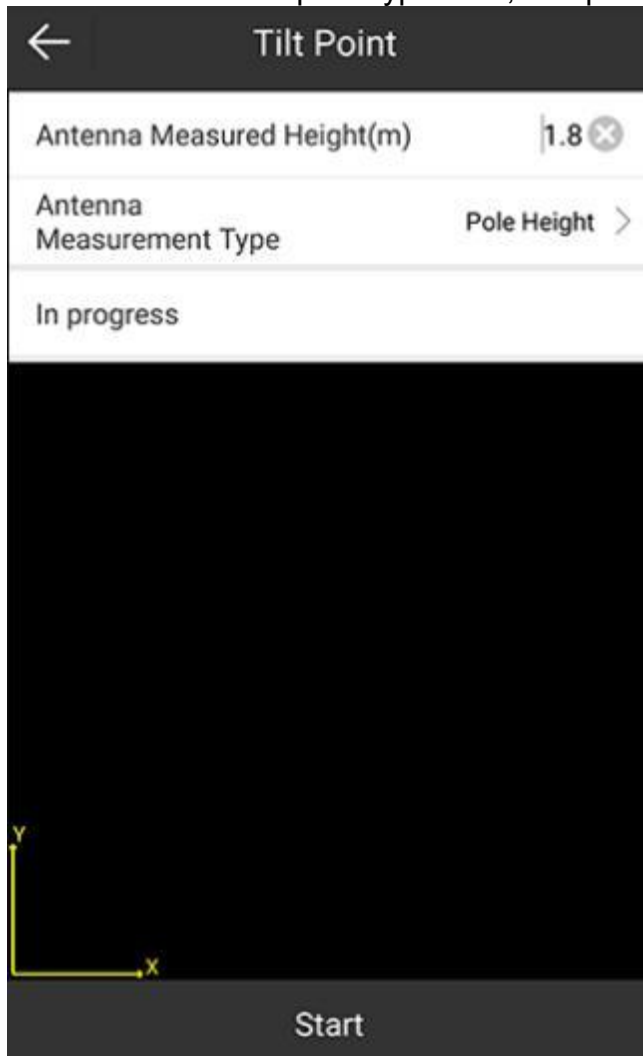 Tilt Point
Antenna Measured Height(m) 1.8
Antenna
Measurement Type Pole Height
In progress
Y
X
Start